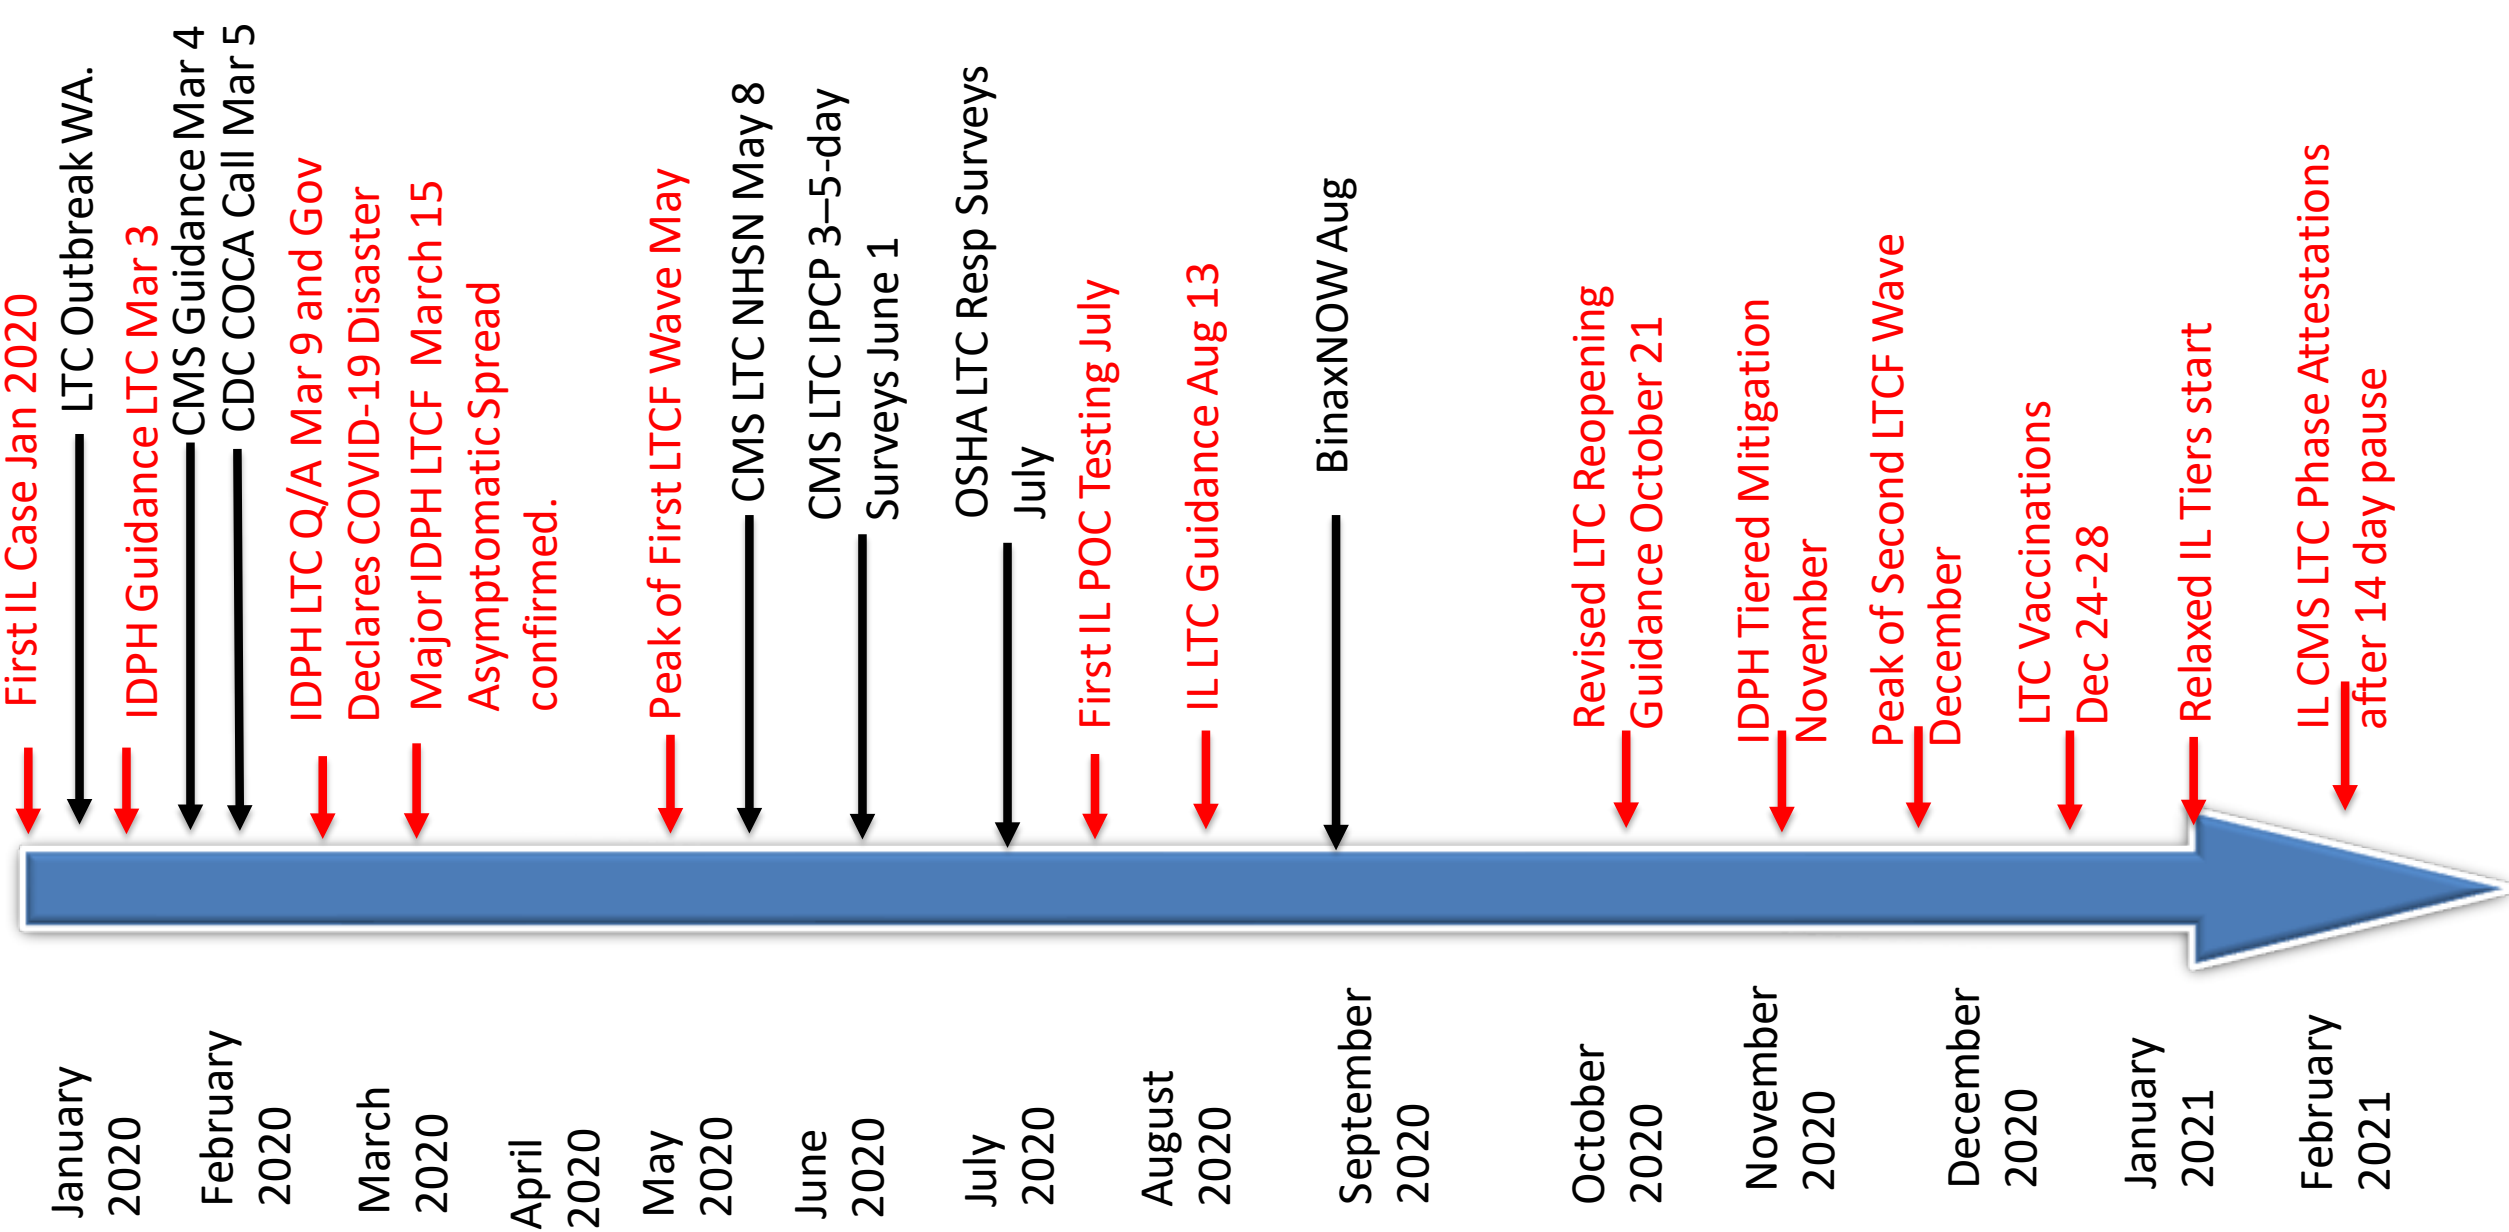 First IL Case Jan 2020
LTC Outbreak WA.
IDPH Guidance LTC Mar 3
CMS Guidance Mar 4
CDC COCA Call Mar 5
IDPH LTC Q/A Mar 9 and Gov
Declares COVID-19 Disaster
Major IDPH LTCF March 15
Asymptomatic Spread
confirmed.
Peak of First LTCF Wave May
CMS LTC NHSN May 8
CMS LTC IPCP 3–5-day
Surveys June 1
OSHA LTC Resp Surveys
July
First IL POC Testing July
IL LTC Guidance Aug 13
BinaxNOW Aug
Revised LTC Reopening
Guidance October 21
IDPH Tiered Mitigation
November
Peak of Second LTCF Wave
December
LTC Vaccinations
Dec 24-28
Relaxed IL Tiers start
IL CMS LTC Phase Attestations
after 14 day pause
January
2020
February
2020
March
2020
April
2020
May
2020
June
2020
July
2020
August
2020
September
2020
October
2020
November
2020
December
2020
January
2021
February
2021